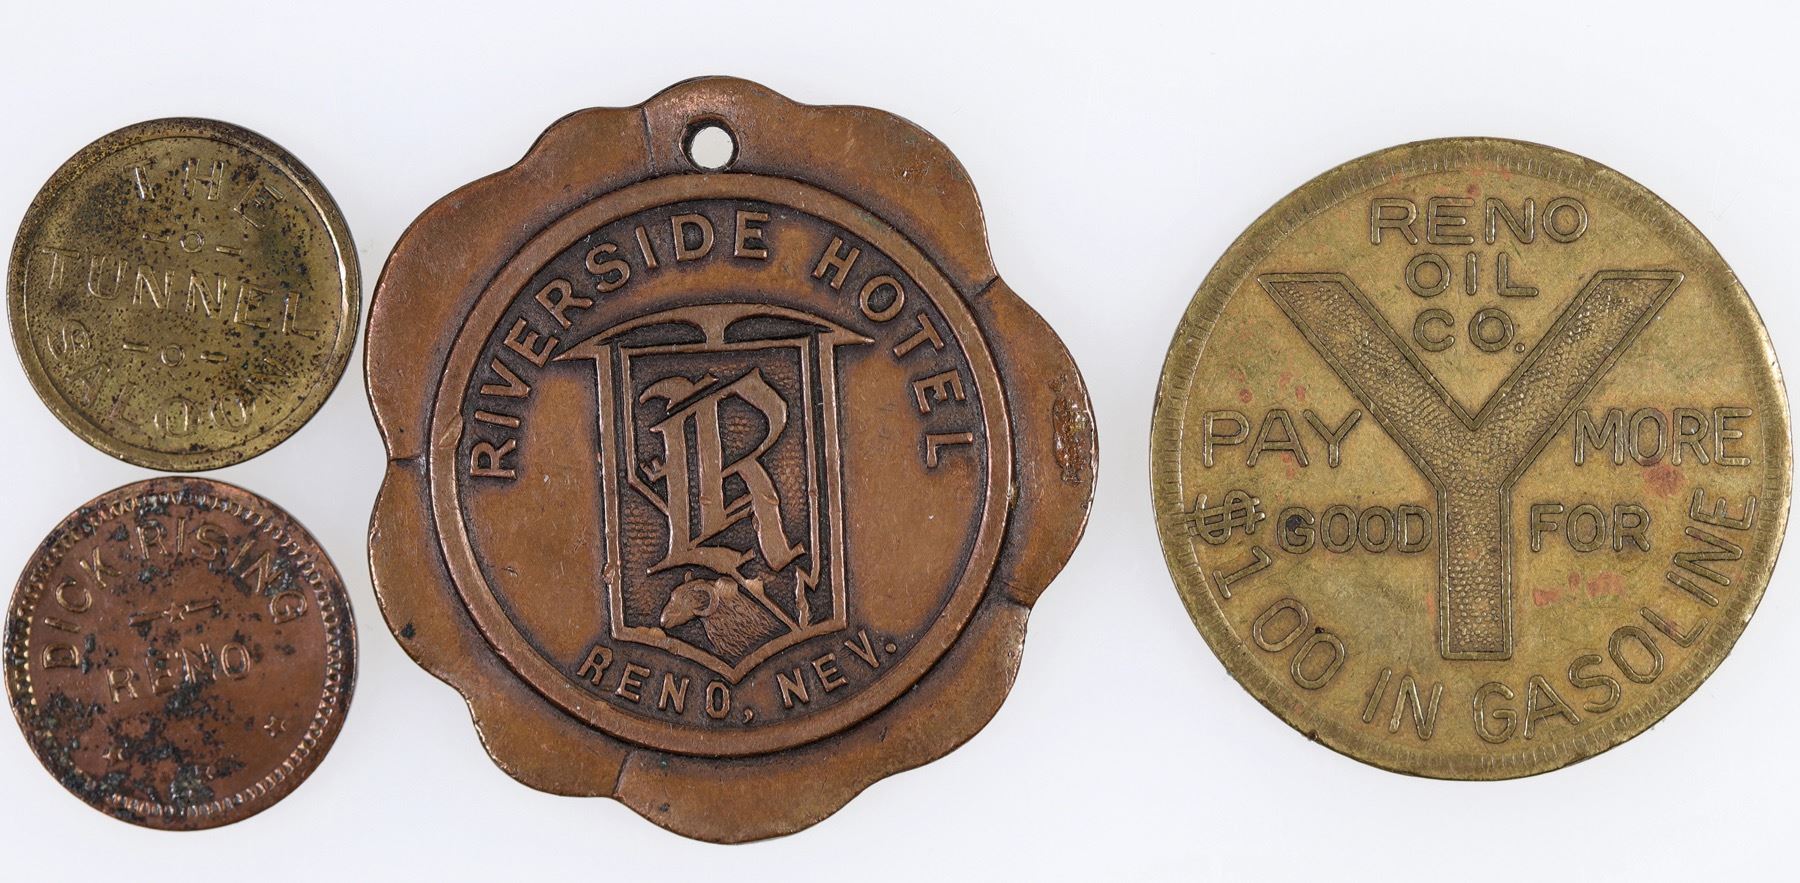 THE
TUNNEL
SALOON
DICK RISING
RENO
RIVERSIDE HOTEL
R
RENO, NEV.
RENO
OIL
CO.
Y
PAY MORE
GOOD FOR
$1.00 IN GASOLINE